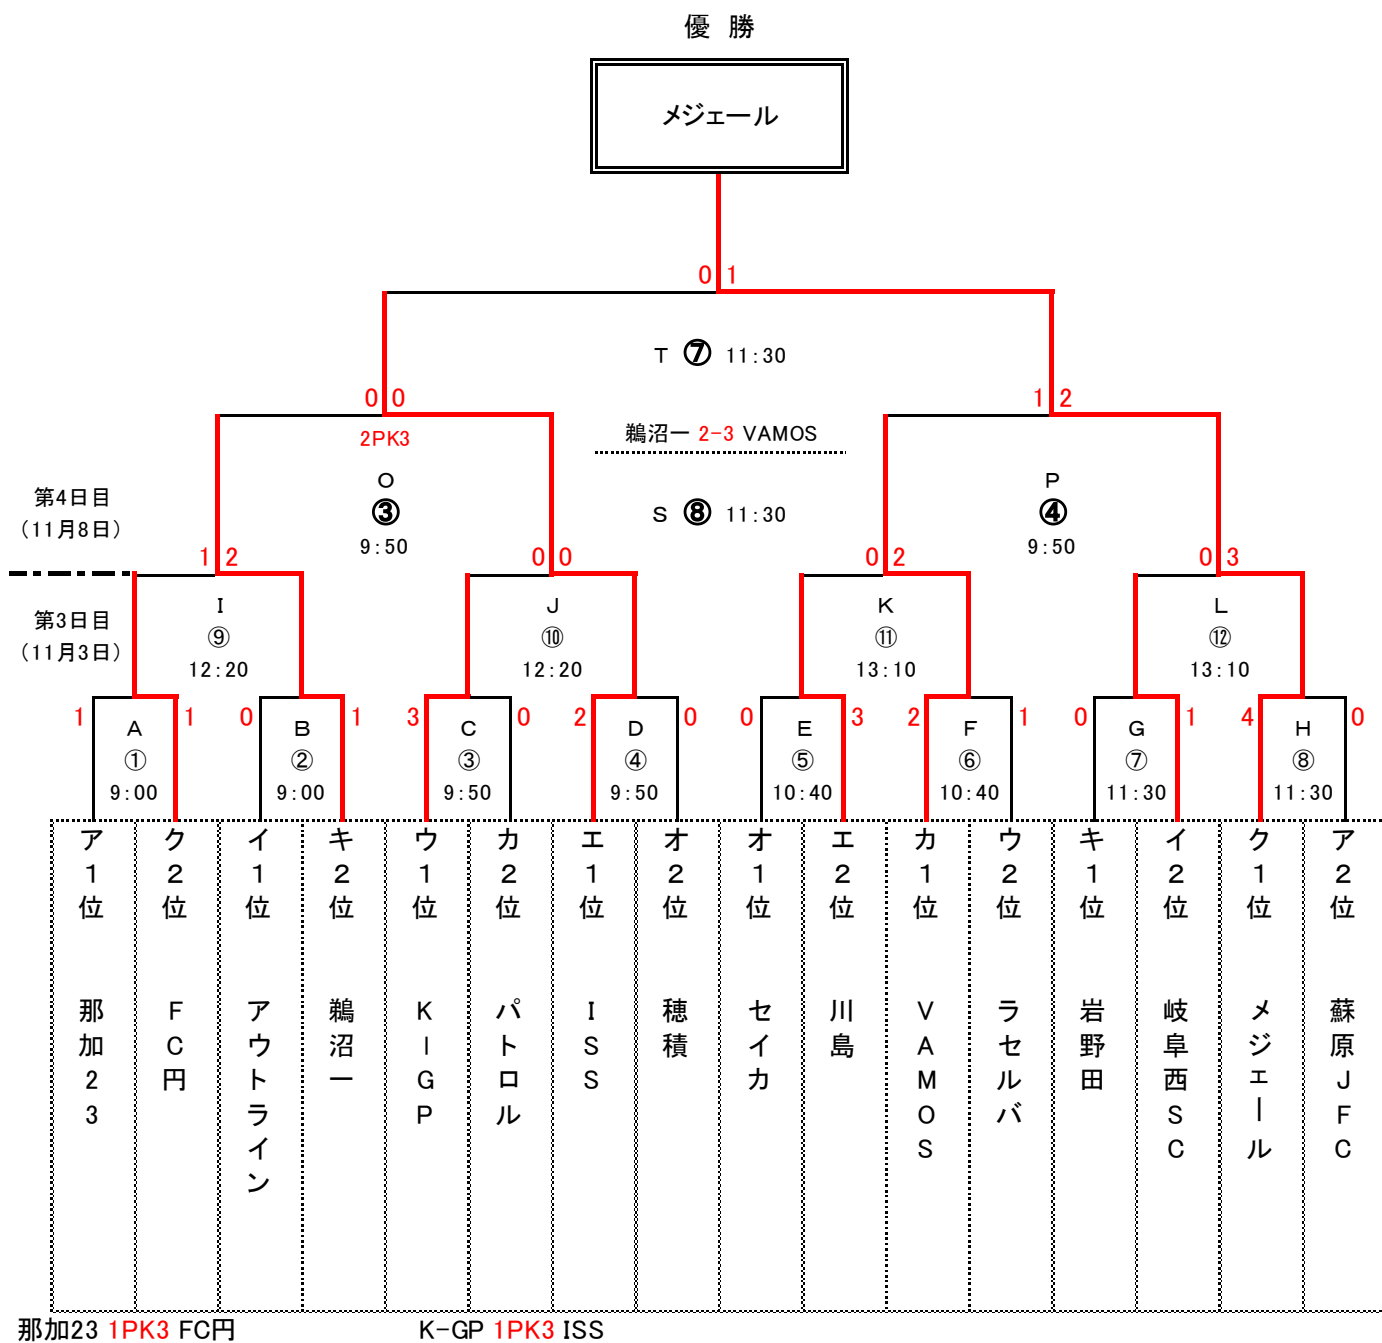 優 勝
メジェール
0 1
T ⑦ 11:30
0 0
1 2
2PK3
鵜沼一 2-3 VAMOS
O
P
第4日目
（11月8日）
③
S ⑧ 11:30
④
9:50
9:50
1 2
0 0
0 2
0 3
第3日目
（11月3日）
I
J
K
L
⑨
⑩
⑪
⑫
12:20
12:20
13:10
13:10
1 A 1
0 B 1
3 C 0
2 D 0
0 E 3
2 F 1
0 G 1
4 H 0
①
②
③
④
⑤
⑥
⑦
⑧
9:00
9:00
9:50
9:50
10:40
10:40
11:30
11:30
ア1位 那加23
ク2位 FC円
イ1位 アウトライン
キ2位 鵜沼一
ウ1位 K-GP
カ2位 パトロール
エ1位 ISS
オ2位 穂積
オ1位 セイカ
エ2位 川島
カ1位 VAMOS
ウ2位 ラセルバ
キ1位 岩野田
イ2位 岐阜西SC
ク1位 メジェール
ア2位 蘇原JFC
那加23 1PK3 FC円
K-GP 1PK3 ISS